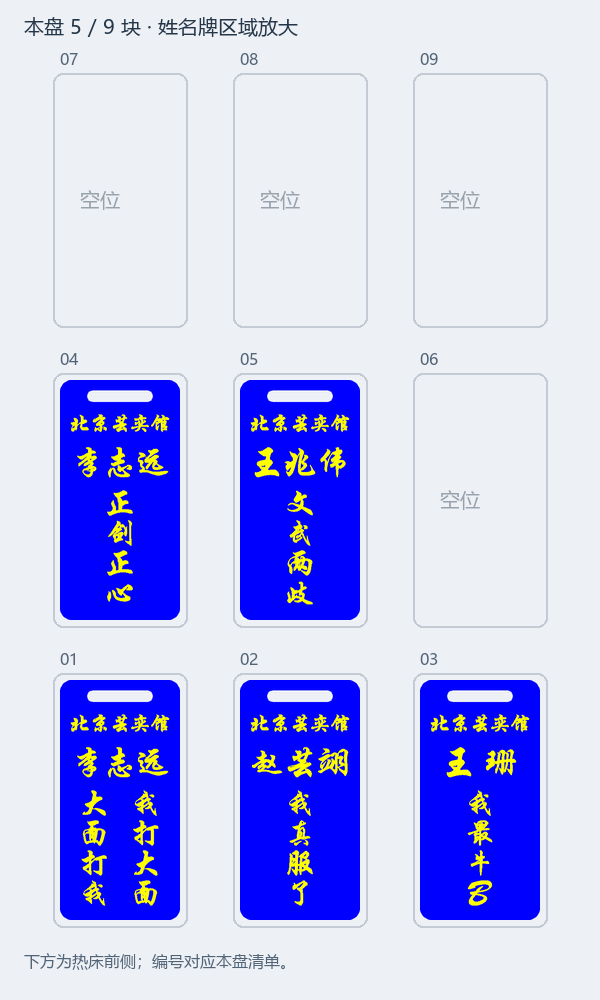 本盘 5 / 9 块 · 姓名牌区域放大
07
08
09
空位
空位
空位
04
05
06
北京芸奕馆
李志远
正剑正心
北京芸奕馆
王兆伟
文武两歧
空位
01
02
03
北京芸奕馆
李志远
我打大面
大面打我
北京芸奕馆
赵芸翊
我真服了
北京芸奕馆
王珊
我最牛B
下方为热床前侧；编号对应本盘清单。